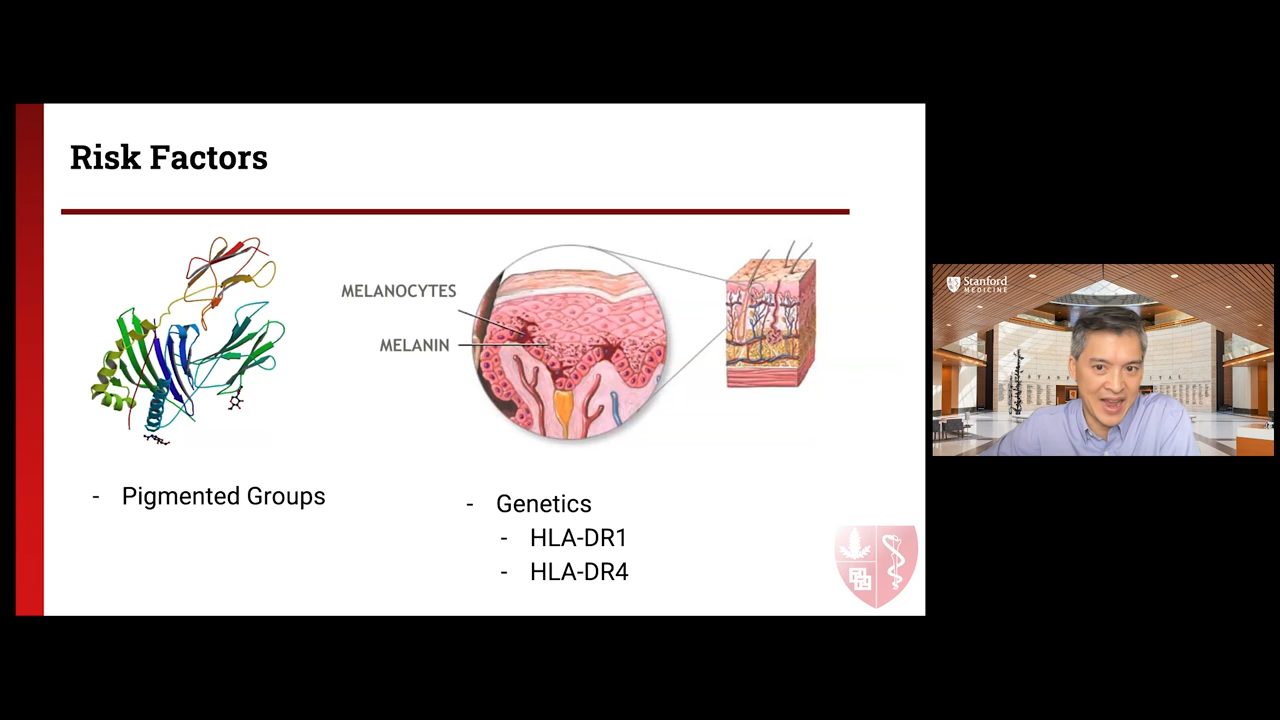 Risk Factors
MELANOCYTES
MELANIN
- Pigmented Groups
- Genetics
- HLA-DR1
- HLA-DR4
Stanford
MEDICINE